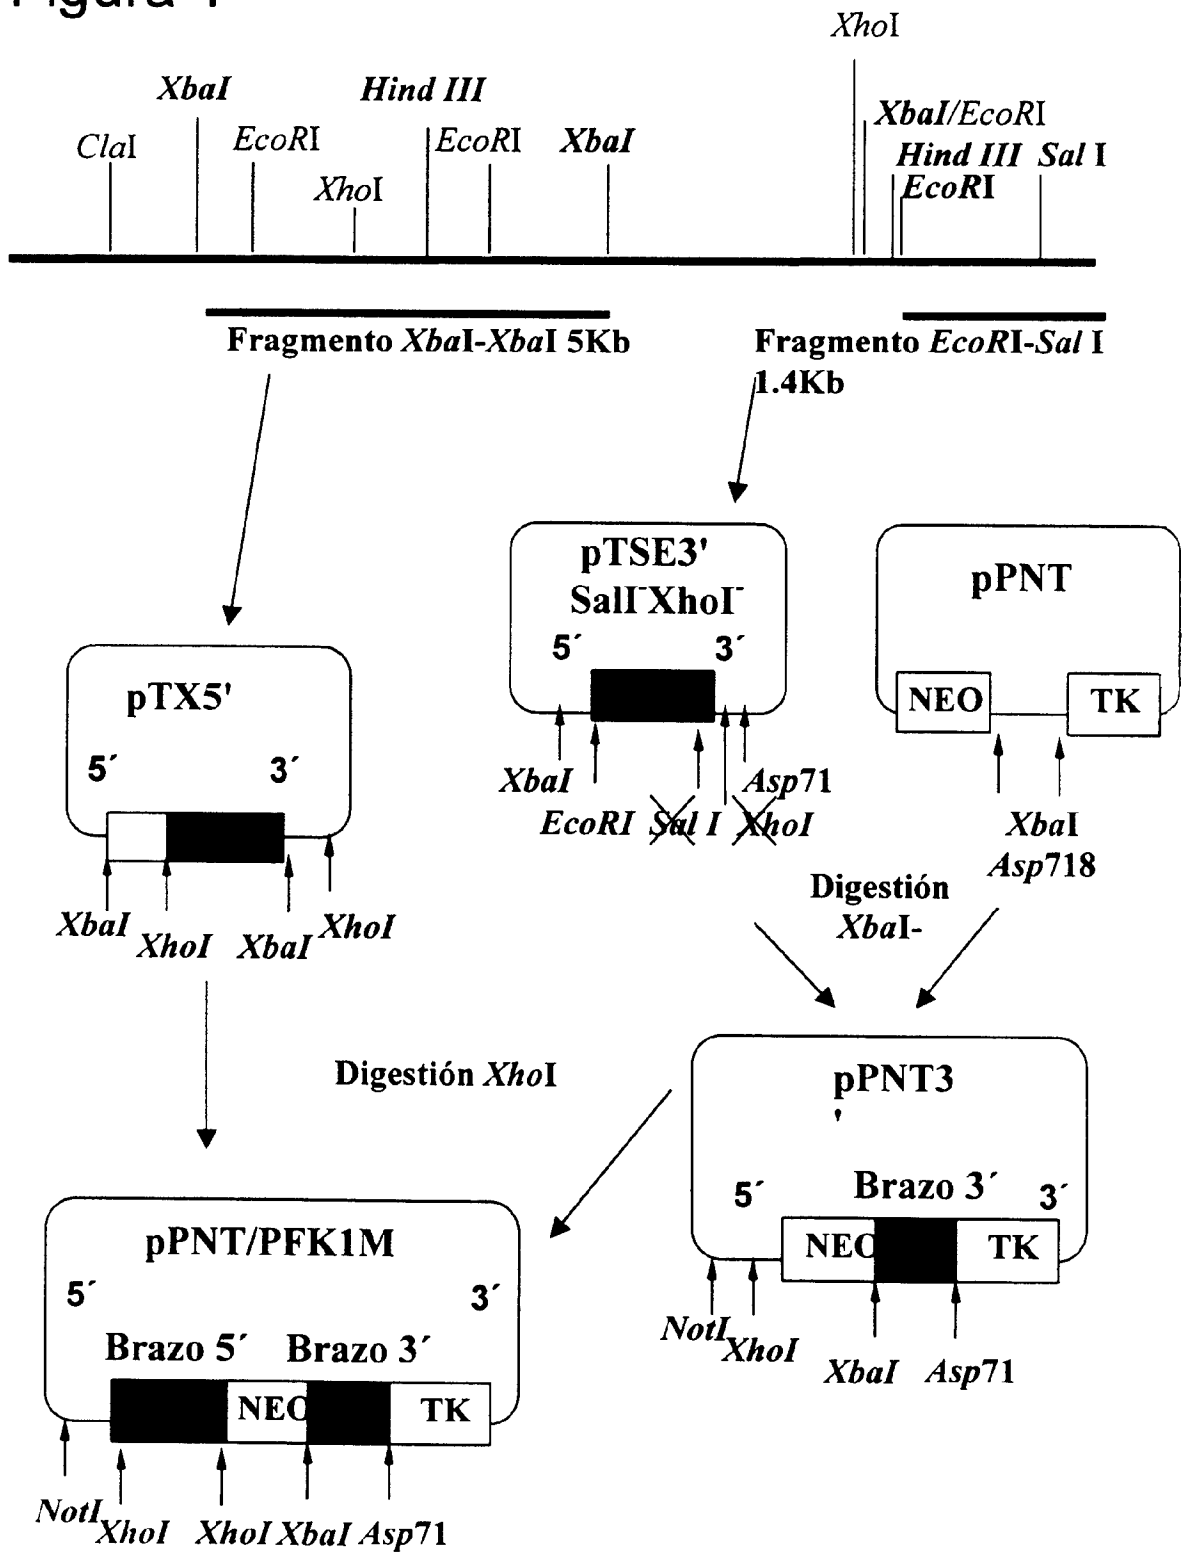 XhoI
XbaI
Hind III
XbaI/EcoRI
ClaI
EcoRI
EcoRI
XbaI
Hind III Sal I
XhoI
EcoRI
Fragmento XbaI-XbaI 5Kb
Fragmento EcoRI-Sal I
1.4Kb
pTSE3'
SalI⁻XhoI⁻
5´ 3´
pPNT
NEO TK
pTX5'
5´ 3´
XbaI
Asp71
EcoRI Sal I XhoI
XbaI
Asp718
Digestión
XbaI-
XbaI XhoI XbaI XhoI
Digestión XhoI
pPNT3
'
5´ Brazo 3´ 3´
NEO TK
NotI XhoI XbaI Asp71
pPNT/PFK1M
5´ 3´
Brazo 5´ Brazo 3´
NEO TK
NotI XhoI XhoI XbaI Asp71